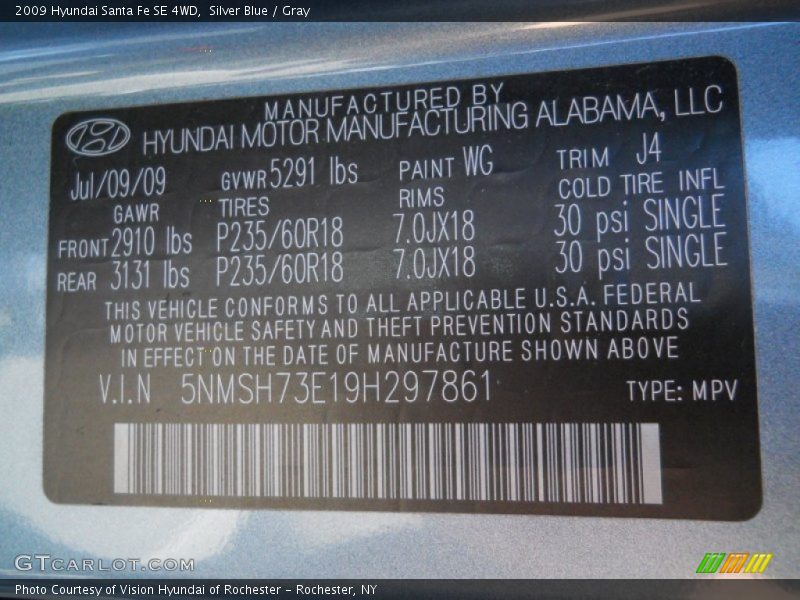 2009 Hyundai Santa Fe SE 4WD,  Silver Blue / Gray
MANUFACTURED BY
HYUNDAI MOTOR MANUFACTURING ALABAMA, LLC
Jul/09/09 GVWR 5291 lbs PAINT WG TRIM J4
GAWR TIRES RIMS COLD TIRE INFL
FRONT 2910 lbs P235/60R18 7.0JX18 30 psi SINGLE
REAR 3131 lbs P235/60R18 7.0JX18 30 psi SINGLE
THIS VEHICLE CONFORMS TO ALL APPLICABLE U.S.A. FEDERAL
MOTOR VEHICLE SAFETY AND THEFT PREVENTION STANDARDS
IN EFFECT ON THE DATE OF MANUFACTURE SHOWN ABOVE
V.I.N 5NMSH73E19H297861 TYPE: MPV
GTCARLOT.COM
Photo Courtesy of Vision Hyundai of Rochester - Rochester, NY